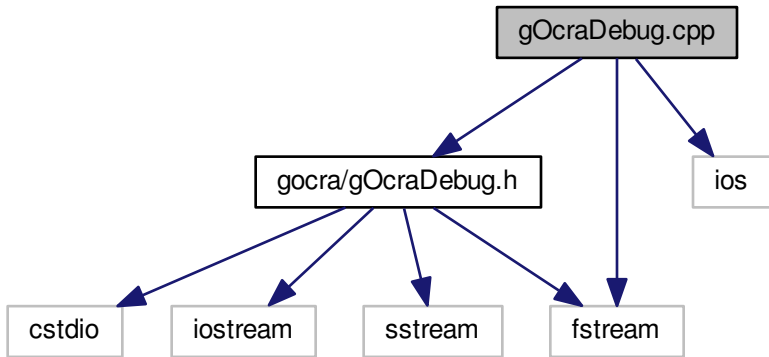 gOcraDebug.cpp
gocra/gOcraDebug.h
ios
cstdio
iostream
sstream
fstream